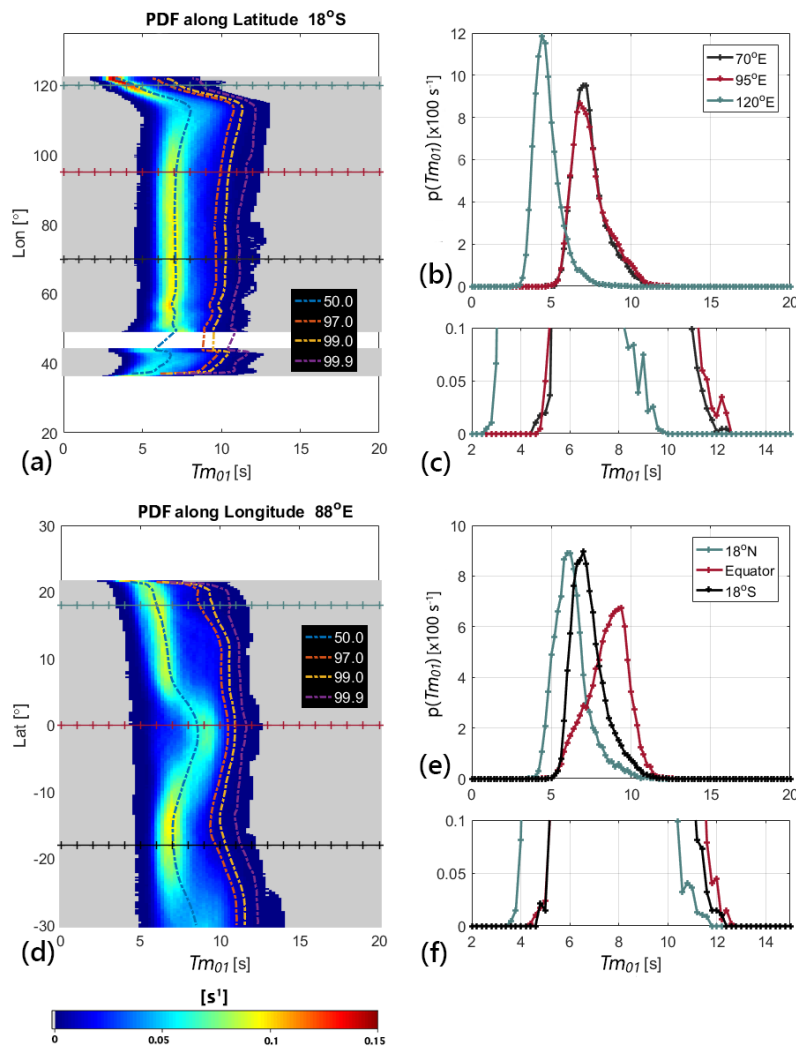 PDF along Latitude 18°S
120
100
80
60
40
20
Lon [°]
50.0
97.0
99.0
99.9
0 5 10 15 20
Tm01 [s]
(a)
12
10
8
6
4
2
0
p(Tm01) [x100 s⁻¹]
70°E
95°E
120°E
0 5 10 15 20
(b)
0.1
0.05
0
2 4 6 8 10 12 14
Tm01 [s]
(c)
PDF along Longitude 88°E
30
20
10
0
-10
-20
-30
Lat [°]
50.0
97.0
99.0
99.9
0 5 10 15 20
Tm01 [s]
(d)
10
8
6
4
2
0
p(Tm01) [x100 s¹]
18°N
Equator
18°S
0 5 10 15 20
(e)
0.1
0.05
0
2 4 6 8 10 12 14
Tm01 [s]
(f)
[s¹]
0 0.05 0.1 0.15